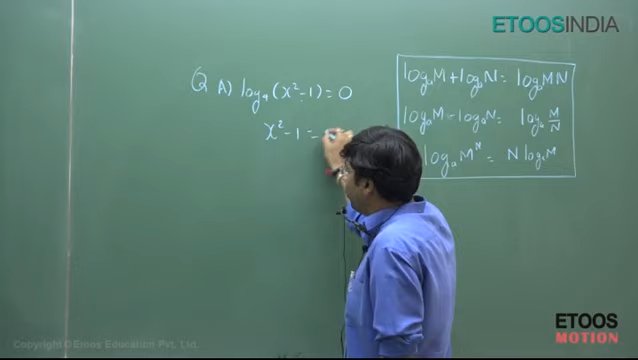 ETOOSINDIA
Q A) log₄(x²-1)=0
x²-1=
logₐM + logₐN = logₐMN
logₐM - logₐN = logₐ M/N
logₐMᴺ = N logₐM
ETOOS
MOTION
Copyright©Etoos Education Pvt. Ltd.